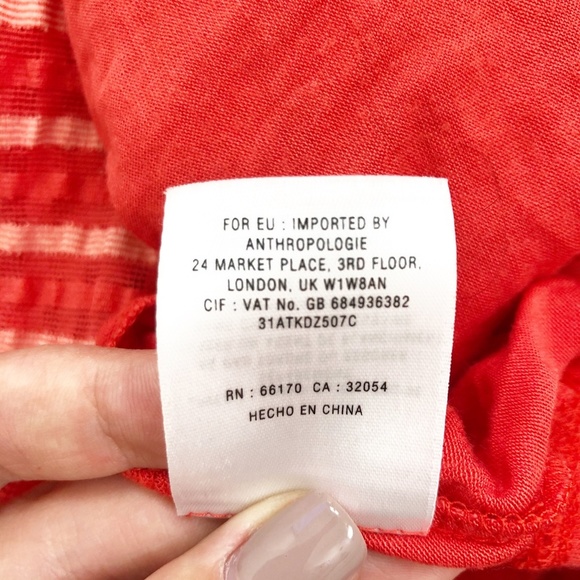 FOR EU : IMPORTED BY
ANTHROPOLOGIE
24 MARKET PLACE, 3RD FLOOR,
LONDON, UK W1W8AN
CIF : VAT No. GB 684936382
31ATKDZ507C
RN : 66170 CA : 32054
HECHO EN CHINA